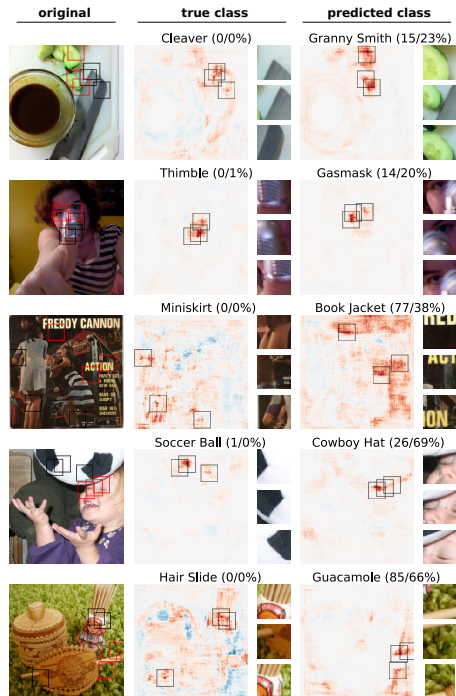 original true class predicted class
Cleaver (0/0%) Granny Smith (15/23%)
Thimble (0/1%) Gasmask (14/20%)
Miniskirt (0/0%) Book Jacket (77/38%)
FREDDY CANNON
ACTION
Soccer Ball (1/0%) Cowboy Hat (26/69%)
Hair Slide (0/0%) Guacamole (85/66%)